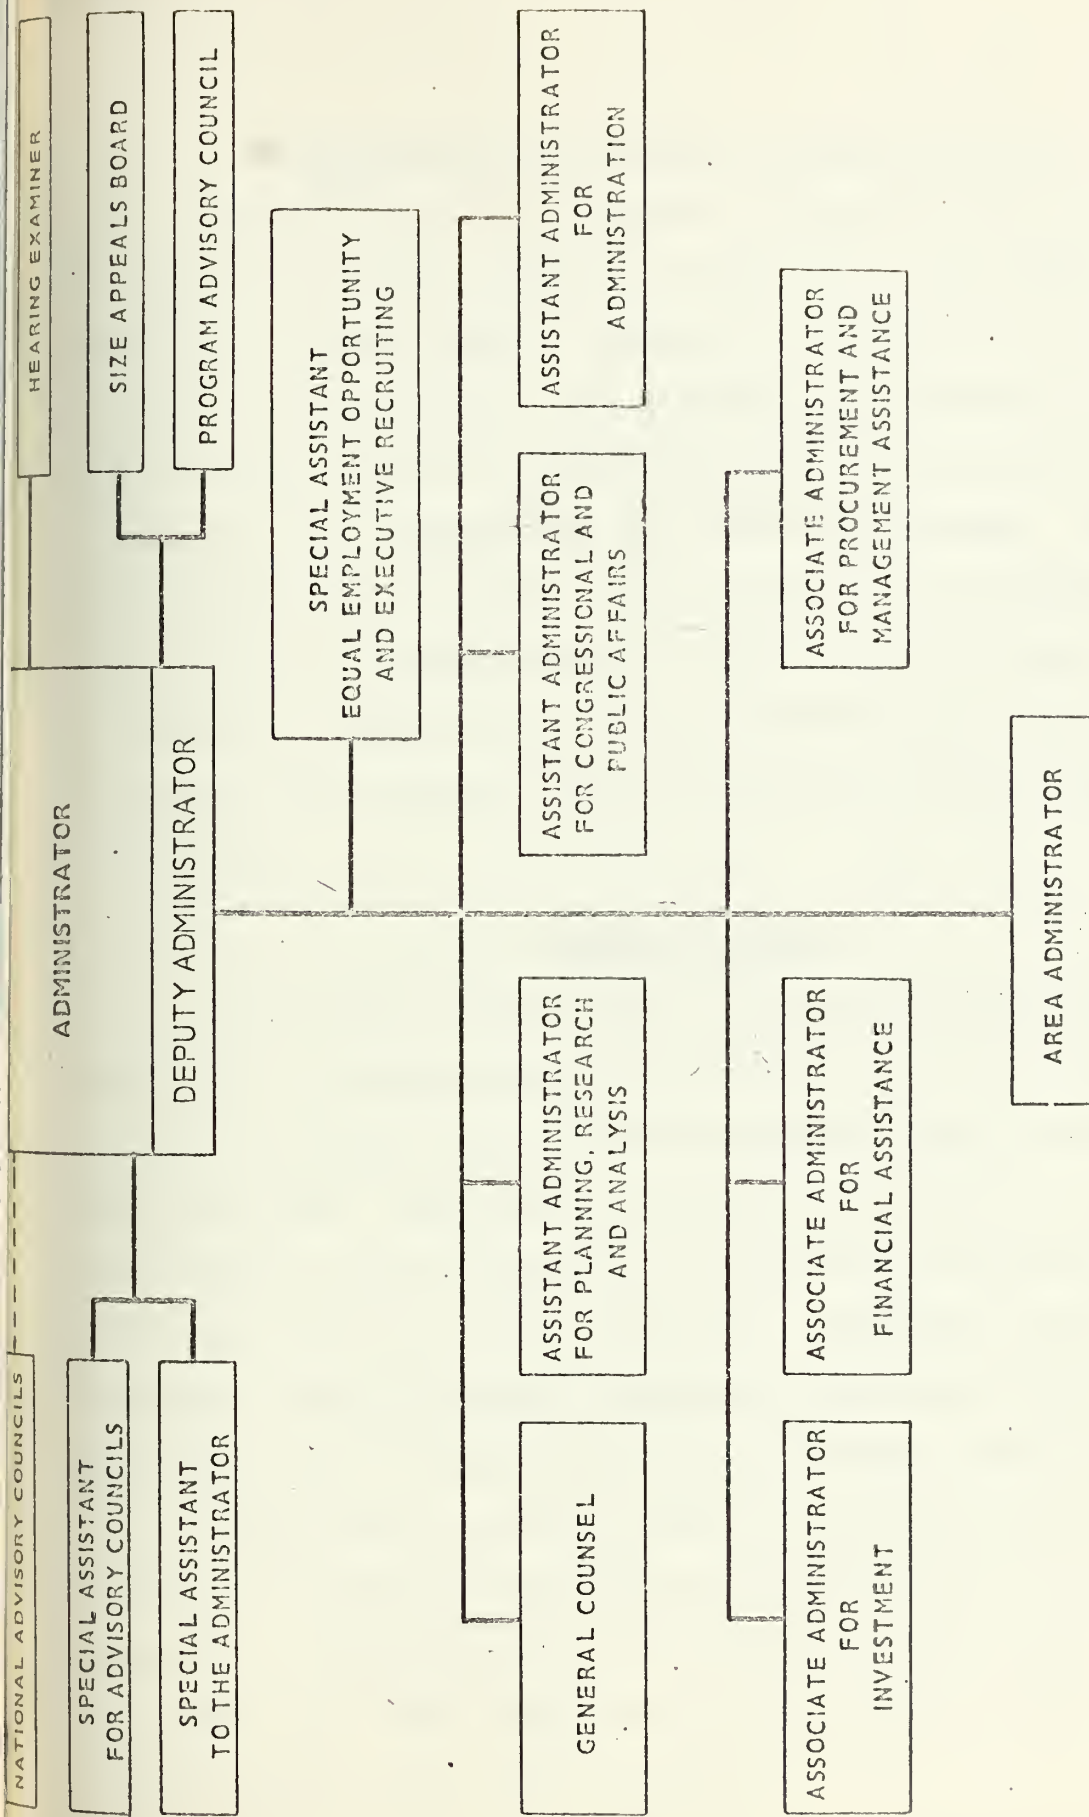 NATIONAL ADVISORY COUNCILS
ADMINISTRATOR
HEARING EXAMINER
SPECIAL ASSISTANT
FOR ADVISORY COUNCILS
SIZE APPEALS BOARD
DEPUTY ADMINISTRATOR
SPECIAL ASSISTANT
TO THE ADMINISTRATOR
PROGRAM ADVISORY COUNCIL
SPECIAL ASSISTANT
EQUAL EMPLOYMENT OPPORTUNITY
AND EXECUTIVE RECRUITING
GENERAL COUNSEL
ASSISTANT ADMINISTRATOR
FOR PLANNING, RESEARCH
AND ANALYSIS
ASSISTANT ADMINISTRATOR
FOR CONGRESSIONAL AND
PUBLIC AFFAIRS
ASSISTANT ADMINISTRATOR
FOR
ADMINISTRATION
ASSOCIATE ADMINISTRATOR
FOR
INVESTMENT
ASSOCIATE ADMINISTRATOR
FOR
FINANCIAL ASSISTANCE
ASSOCIATE ADMINISTRATOR
FOR PROCUREMENT AND
MANAGEMENT ASSISTANCE
AREA ADMINISTRATOR